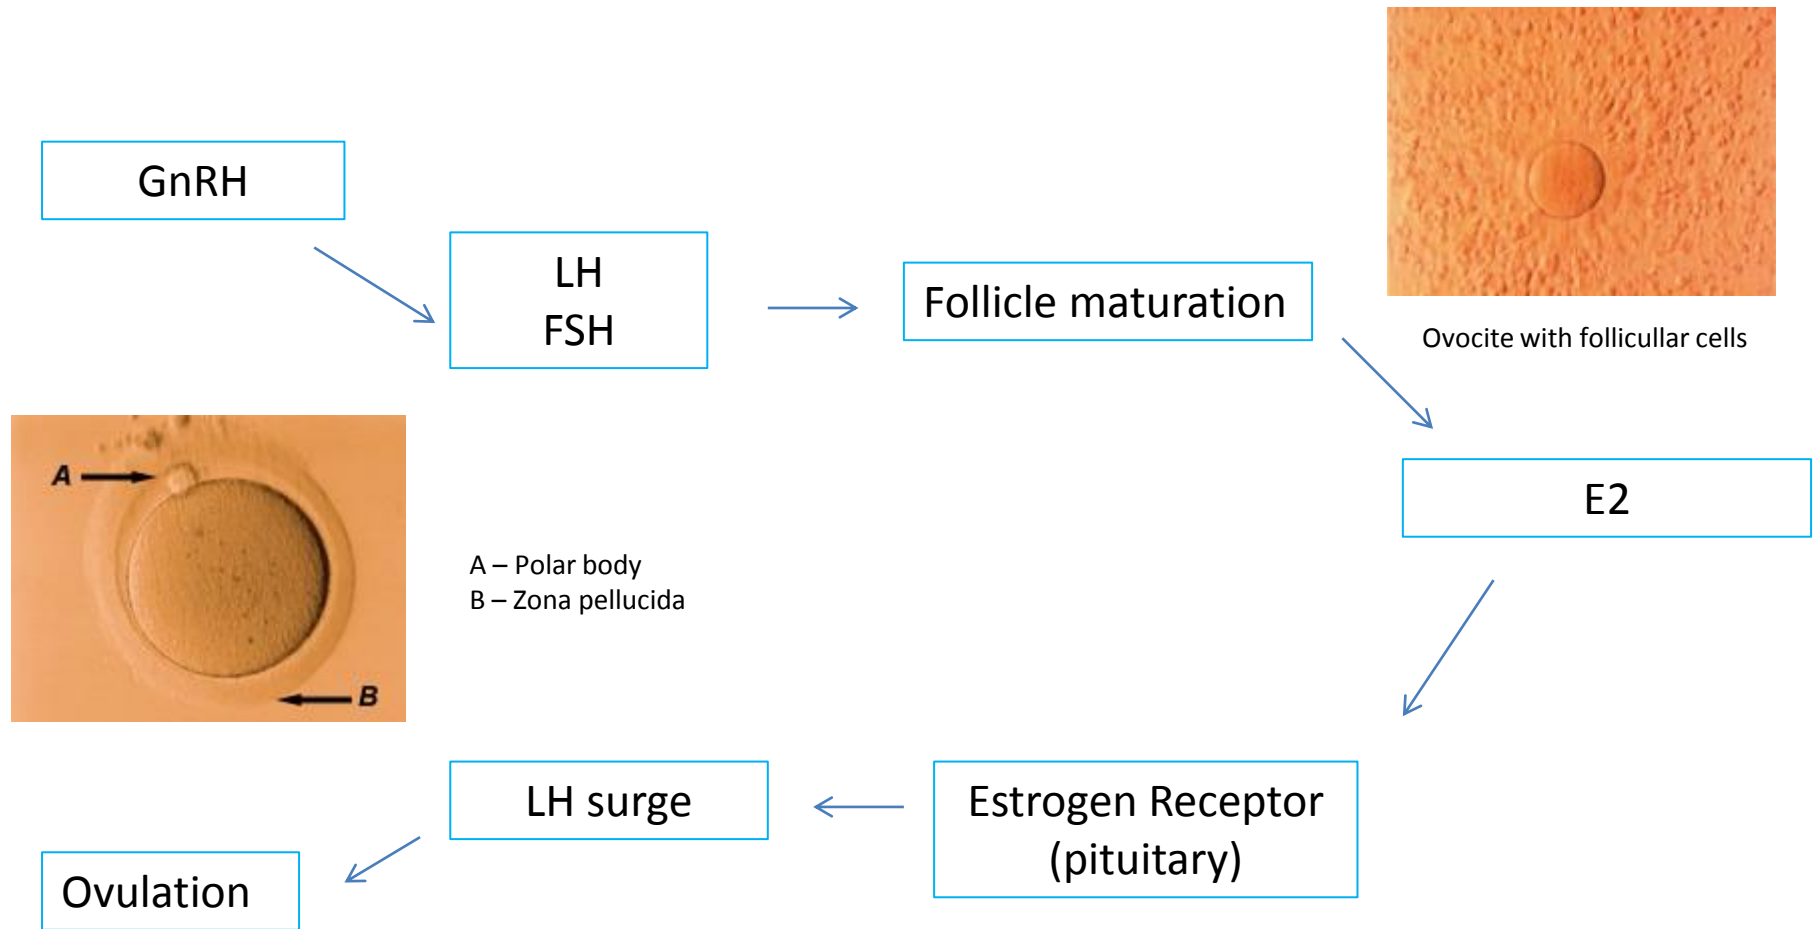 GnRH
LH
FSH
Follicle maturation
Ovocite with follicullar cells
E2
A
B
A – Polar body
B – Zona pellucida
LH surge
Estrogen Receptor
(pituitary)
Ovulation